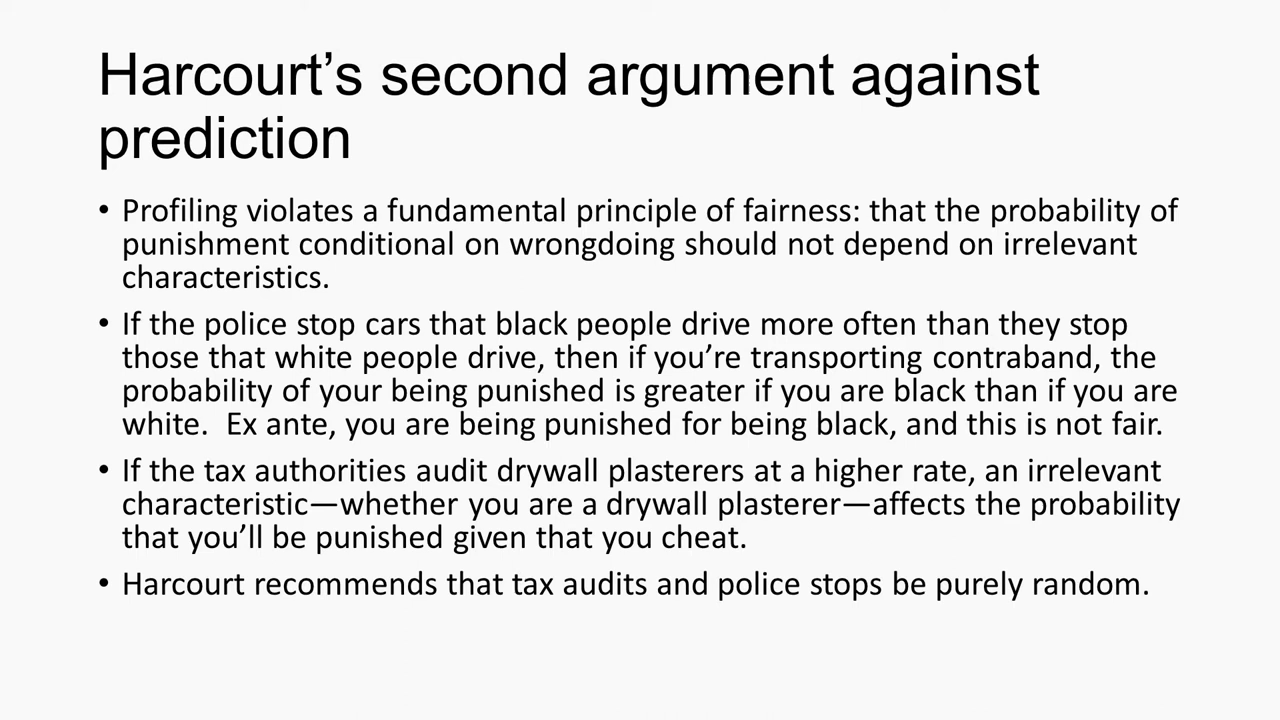 Harcourt’s second argument against
prediction
• Profiling violates a fundamental principle of fairness: that the probability of
punishment conditional on wrongdoing should not depend on irrelevant
characteristics.
• If the police stop cars that black people drive more often than they stop
those that white people drive, then if you’re transporting contraband, the
probability of your being punished is greater if you are black than if you are
white.  Ex ante, you are being punished for being black, and this is not fair.
• If the tax authorities audit drywall plasterers at a higher rate, an irrelevant
characteristic—whether you are a drywall plasterer—affects the probability
that you’ll be punished given that you cheat.
• Harcourt recommends that tax audits and police stops be purely random.